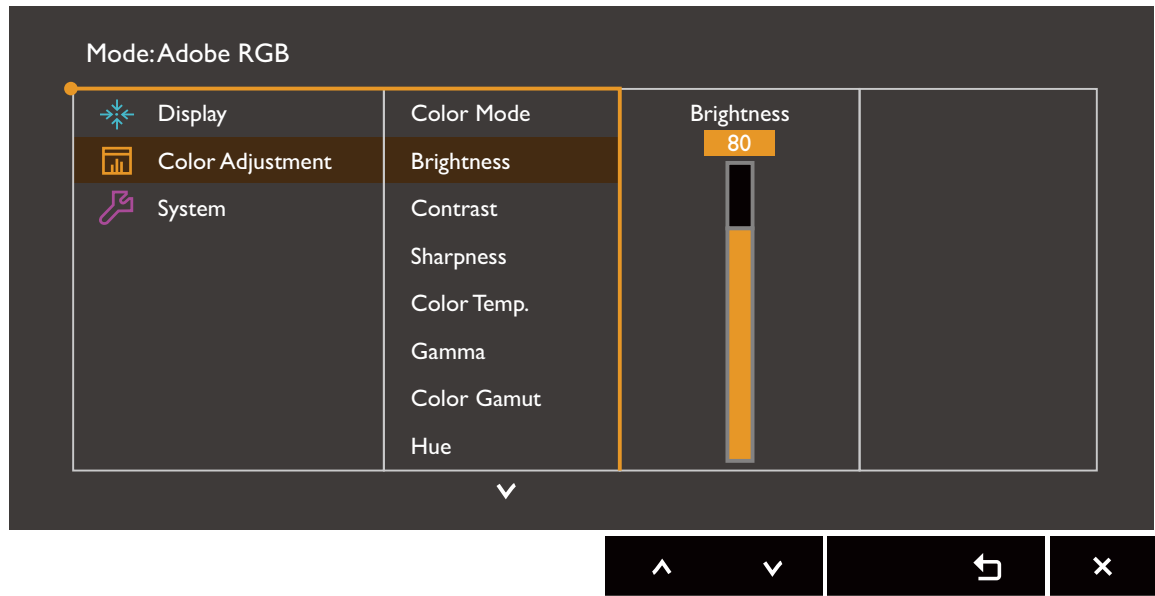 Mode: Adobe RGB
Display
Color Adjustment
System
Color Mode
Brightness
Contrast
Sharpness
Color Temp.
Gamma
Color Gamut
Hue
Brightness
80